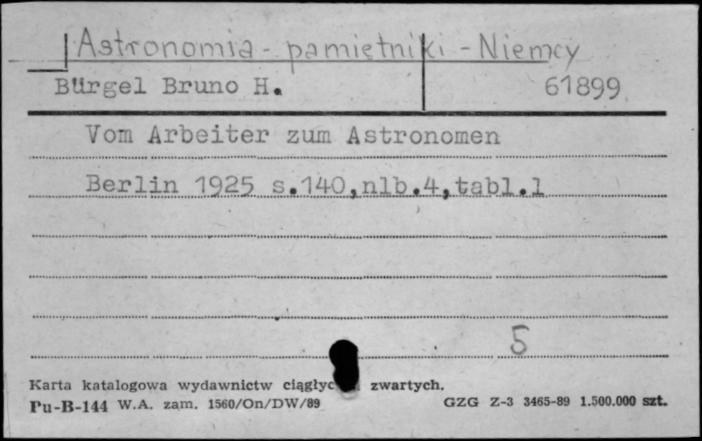 Astronomia - pamiętniki - Niemcy
Bürgel Bruno H. 61899
Vom Arbeiter zum Astronomen
Berlin 1925 s.140,nlb.4,tabl.1
5
Karta katalogowa wydawnictw zwartych.
Pu-B-144 W.A. zam. 1560/On/DW/89 GZG Z-3 3465-89 1.500.000 szt.